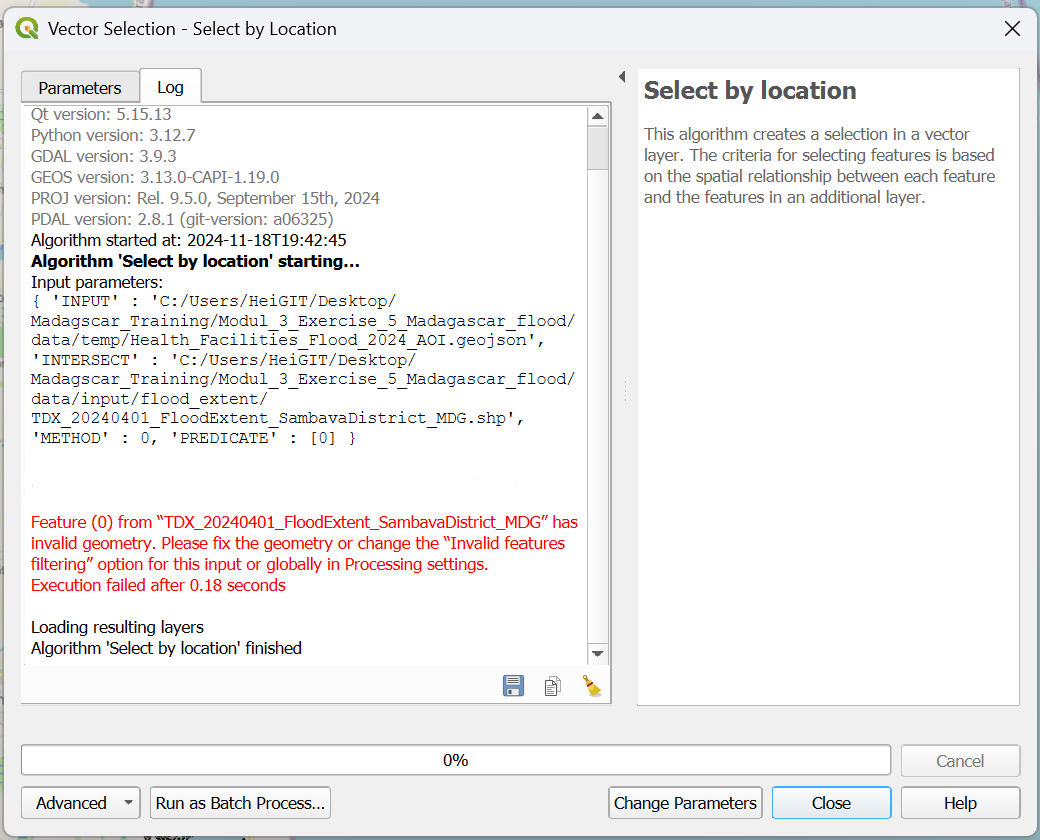 Vector Selection - Select by Location
Parameters
Log
Qt version: 5.15.13
Python version: 3.12.7
GDAL version: 3.9.3
GEOS version: 3.13.0-CAPI-1.19.0
PROJ version: Rel. 9.5.0, September 15th, 2024
PDAL version: 2.8.1 (git-version: a06325)
Algorithm started at: 2024-11-18T19:42:45
Algorithm 'Select by location' starting…
Input parameters:
{ 'INPUT' : 'C:/Users/HeiGIT/Desktop/
Madagscar_Training/Modul_3_Exercise_5_Madagascar_flood/
data/temp/Health_Facilities_Flood_2024_AOI.geojson',
'INTERSECT' : 'C:/Users/HeiGIT/Desktop/
Madagscar_Training/Modul_3_Exercise_5_Madagascar_flood/
data/input/flood_extent/
TDX_20240401_FloodExtent_SambavaDistrict_MDG.shp',
'METHOD' : 0, 'PREDICATE' : [0] }
Feature (0) from “TDX_20240401_FloodExtent_SambavaDistrict_MDG” has
invalid geometry. Please fix the geometry or change the “Invalid features
filtering” option for this input or globally in Processing settings.
Execution failed after 0.18 seconds
Loading resulting layers
Algorithm 'Select by location' finished
Select by location
This algorithm creates a selection in a vector
layer. The criteria for selecting features is based
on the spatial relationship between each feature
and the features in an additional layer.
0%
Cancel
Advanced
Run as Batch Process…
Change Parameters
Close
Help